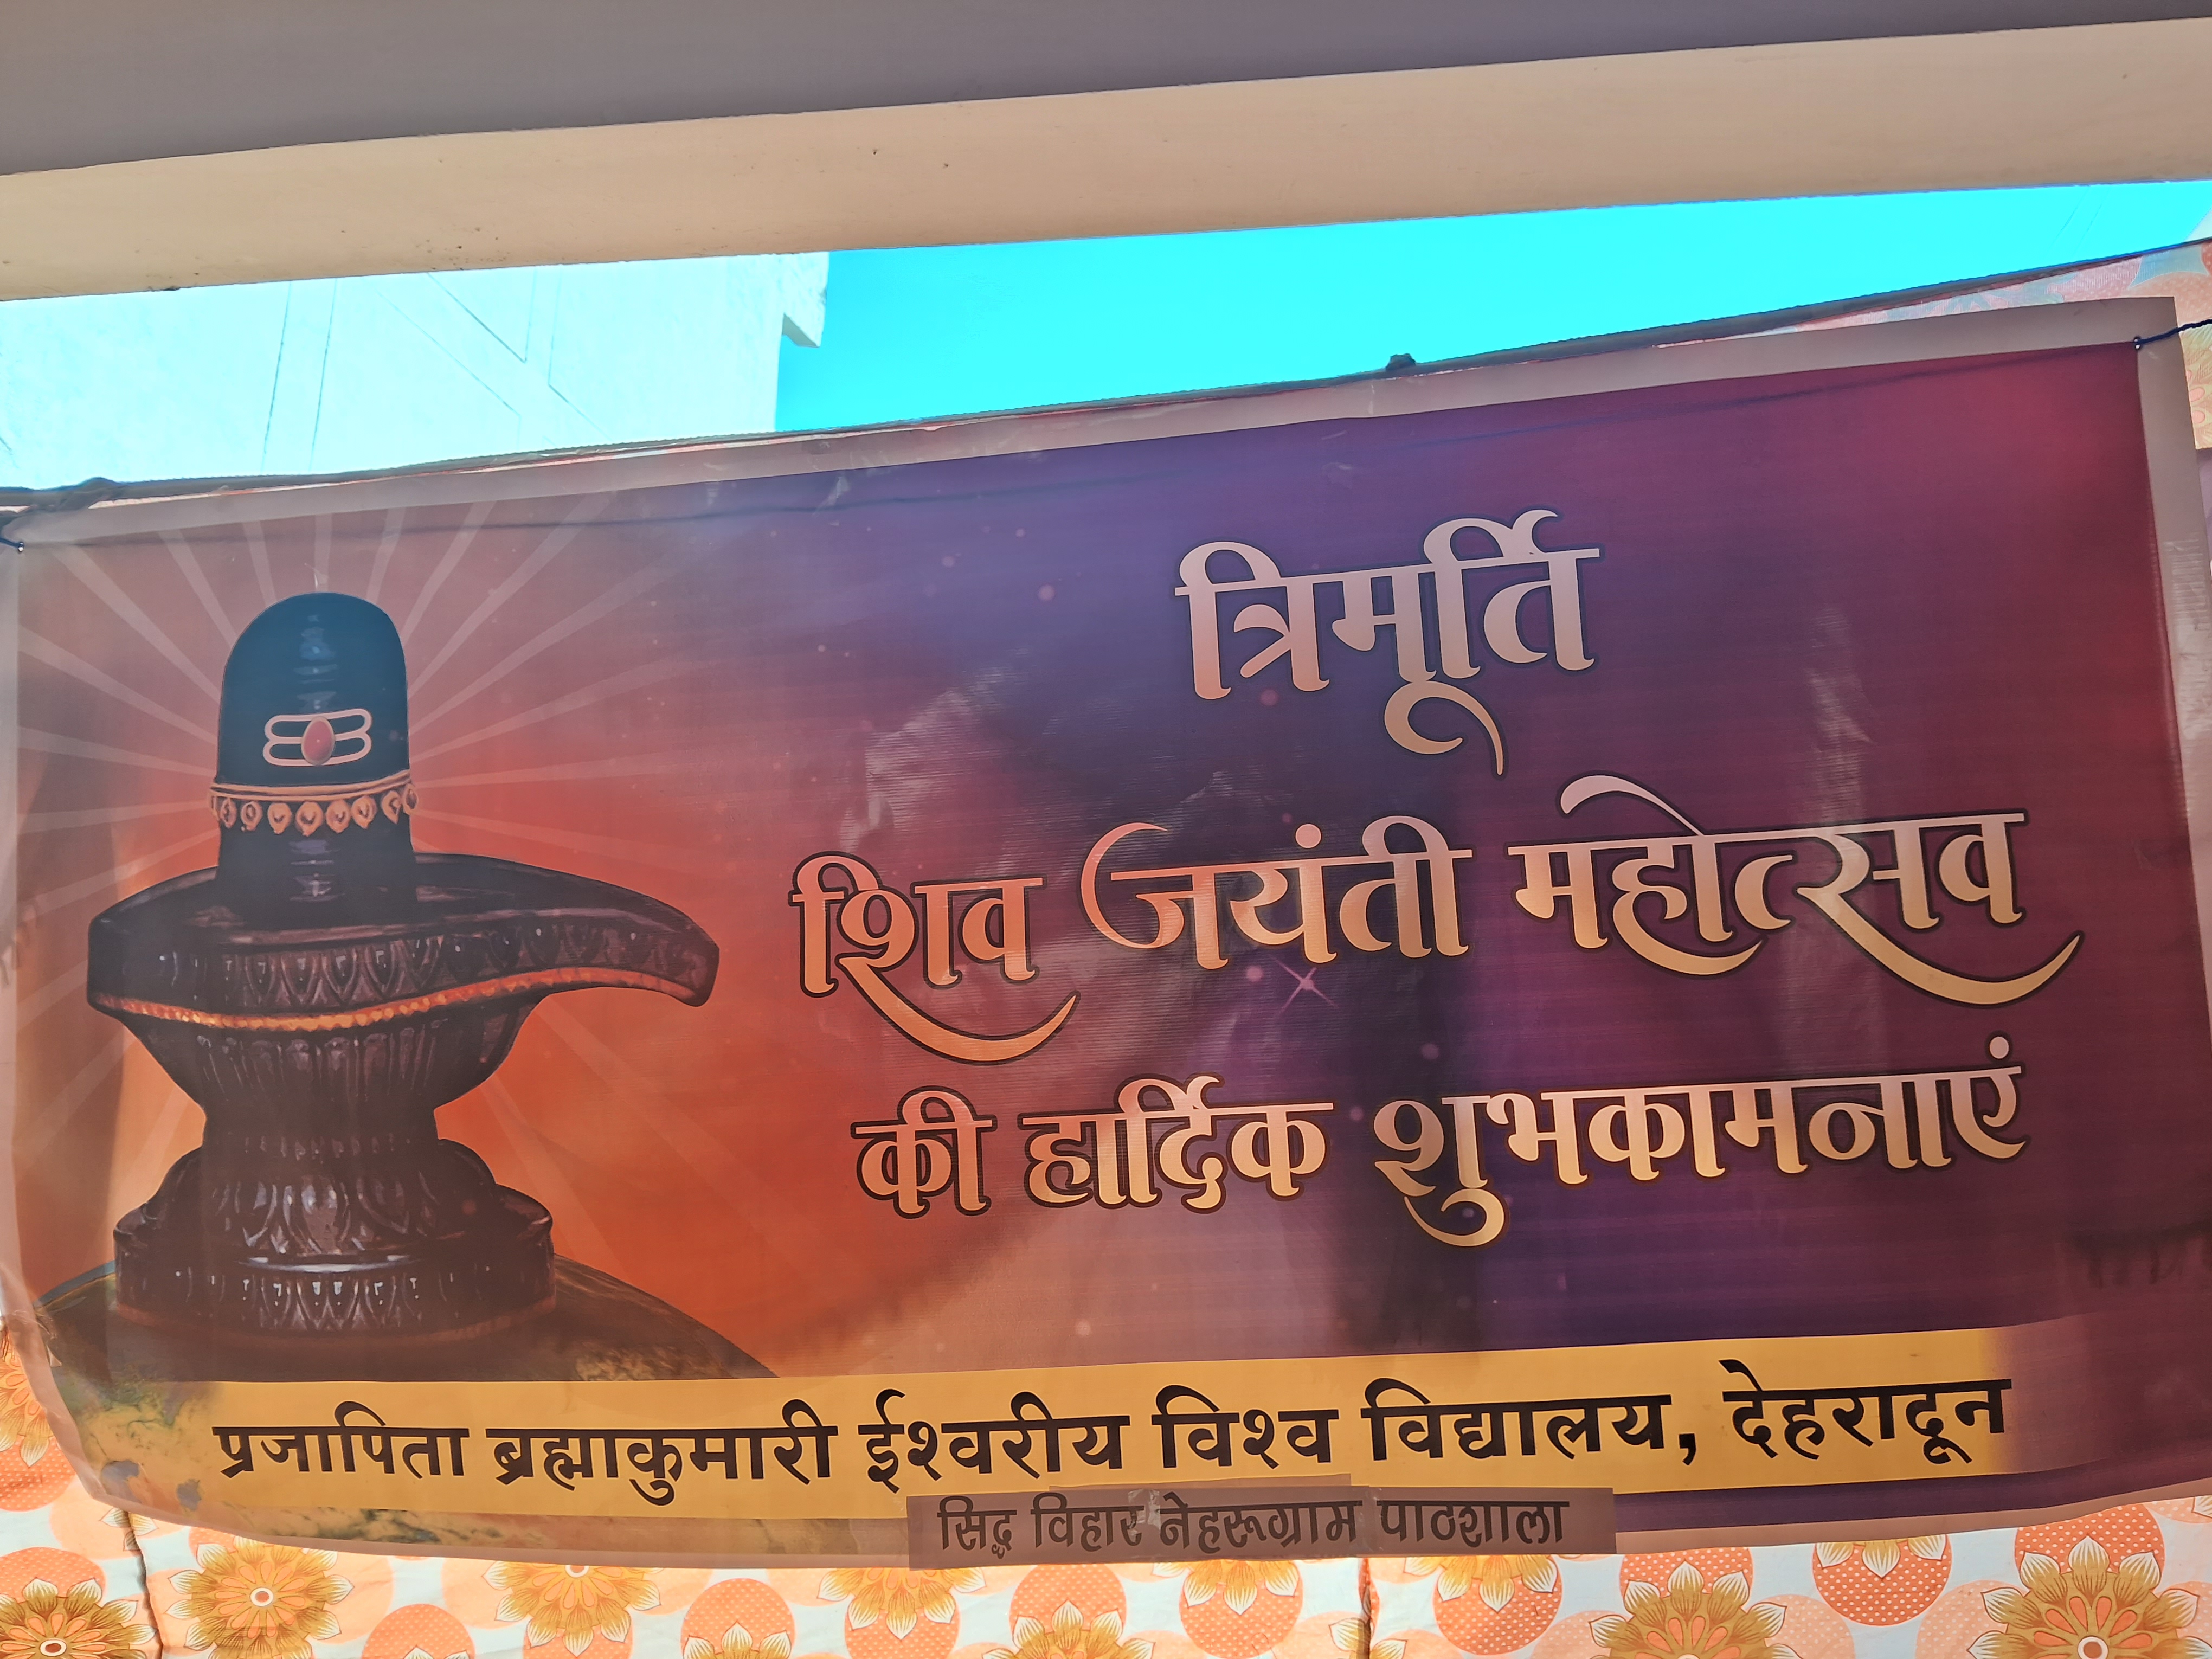 त्रिमूर्ति
शिव जयंती महोत्सव
की हार्दिक शुभकामनाएं
प्रजापिता ब्रह्माकुमारी ईश्वरीय विश्व विद्यालय, देहरादून
सिद्ध विहार नेहरूग्राम पाठशाला